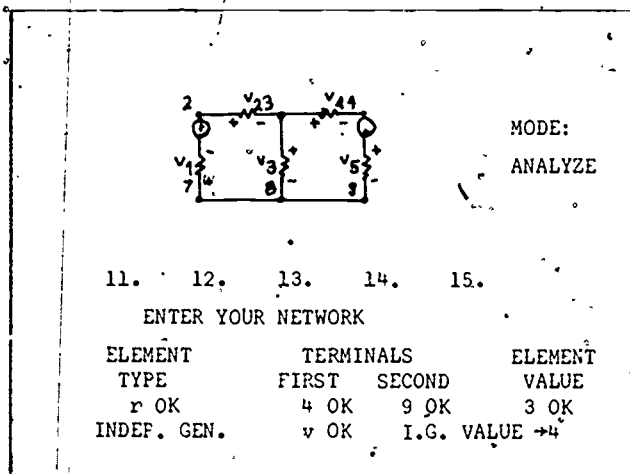 2 v23 v44
MODE:
v1 v3 v5 ANALYZE
7 8 9
11. 12. 13. 14. 15.
ENTER YOUR NETWORK
ELEMENT TERMINALS ELEMENT
TYPE FIRST SECOND VALUE
r OK 4 OK 9 OK 3 OK
INDEP. GEN. v OK I.G. VALUE →4